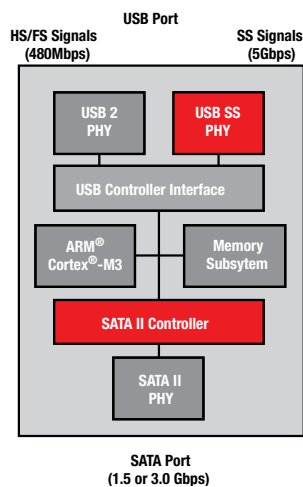 USB Port
HS/FS Signals
(480Mbps)
SS Signals
(5Gbps)
USB 2
PHY
USB SS
PHY
USB Controller Interface
ARM®
Cortex®-M3
Memory
Subsytem
SATA II Controller
SATA II
PHY
SATA Port
(1.5 or 3.0 Gbps)